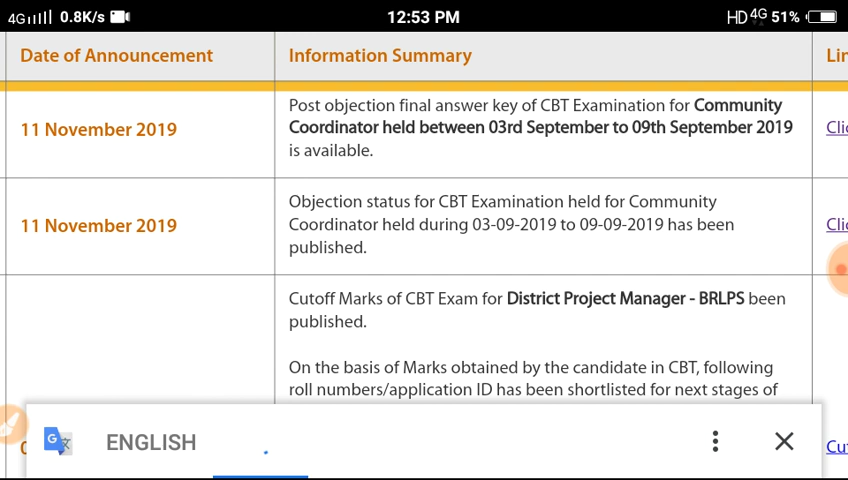 4G 0.8K/s 12:53 PM HD 4G 51%
Date of Announcement Information Summary
Post objection final answer key of CBT Examination for Community
11 November 2019 Coordinator held between 03rd September to 09th September 2019
is available.
Objection status for CBT Examination held for Community
11 November 2019 Coordinator held during 03-09-2019 to 09-09-2019 has been
published.
Cutoff Marks of CBT Exam for District Project Manager - BRLPS been
published.
On the basis of Marks obtained by the candidate in CBT, following
roll numbers/application ID has been shortlisted for next stages of
G ENGLISH